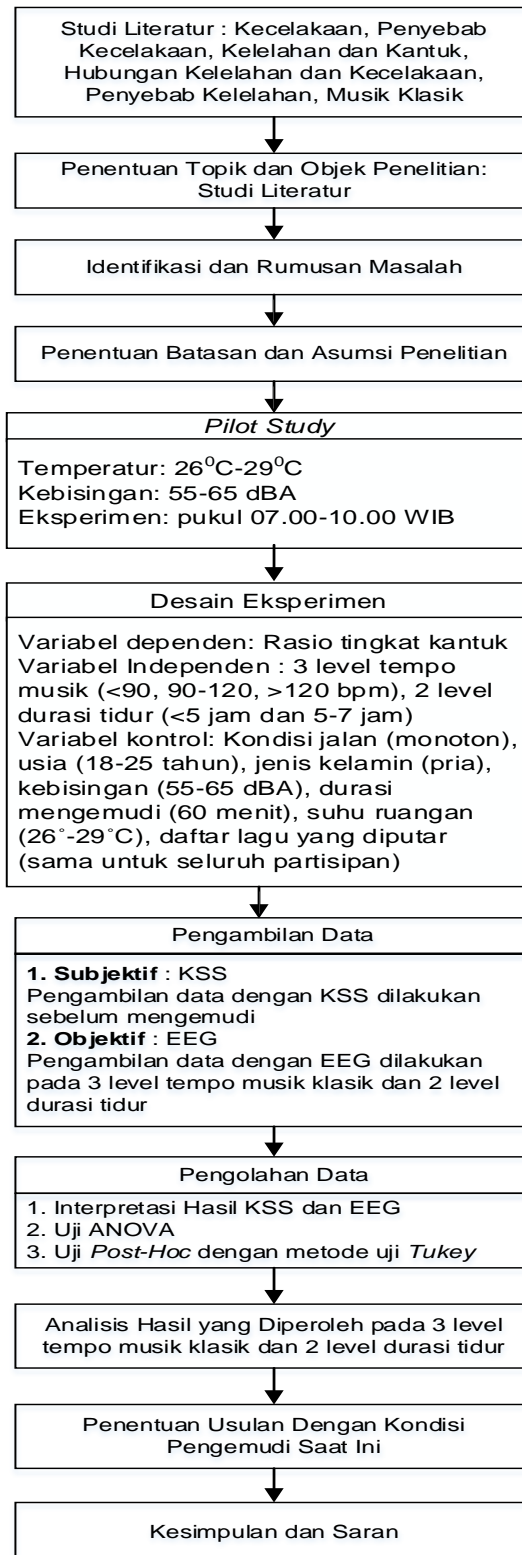 Studi Literatur : Kecelakaan, Penyebab
Kecelakaan, Kelelahan dan Kantuk,
Hubungan Kelelahan dan Kecelakaan,
Penyebab Kelelahan, Musik Klasik
Penentuan Topik dan Objek Penelitian:
Studi Literatur
Identifikasi dan Rumusan Masalah
Penentuan Batasan dan Asumsi Penelitian
Pilot Study
Temperatur: 26⁰C-29⁰C
Kebisingan: 55-65 dBA
Eksperimen: pukul 07.00-10.00 WIB
Desain Eksperimen
Variabel dependen: Rasio tingkat kantuk
Variabel Independen : 3 level tempo
musik (<90, 90-120, >120 bpm), 2 level
durasi tidur (<5 jam dan 5-7 jam)
Variabel kontrol: Kondisi jalan (monoton),
usia (18-25 tahun), jenis kelamin (pria),
kebisingan (55-65 dBA), durasi
mengemudi (60 menit), suhu ruangan
(26˚-29˚C), daftar lagu yang diputar
(sama untuk seluruh partisipan)
Pengambilan Data
1. Subjektif : KSS
Pengambilan data dengan KSS dilakukan
sebelum mengemudi
2. Objektif : EEG
Pengambilan data dengan EEG dilakukan
pada 3 level tempo musik klasik dan 2 level
durasi tidur
Pengolahan Data
1. Interpretasi Hasil KSS dan EEG
2. Uji ANOVA
3. Uji Post-Hoc dengan metode uji Tukey
Analisis Hasil yang Diperoleh pada 3 level
tempo musik klasik dan 2 level durasi tidur
Penentuan Usulan Dengan Kondisi
Pengemudi Saat Ini
Kesimpulan dan Saran